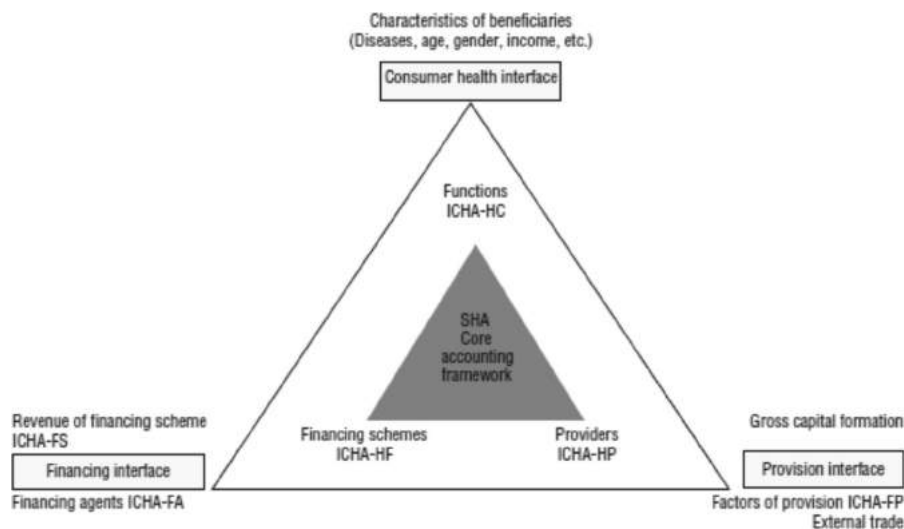 Characteristics of beneficiaries
(Diseases, age, gender, income, etc.)
Consumer health interface
Functions
ICHA-HC
SHA
Core
accounting
framework
Financing schemes
ICHA-HF
Providers
ICHA-HP
Revenue of financing scheme
ICHA-FS
Financing interface
Financing agents ICHA-FA
Gross capital formation
Provision interface
Factors of provision ICHA-FP
External trade